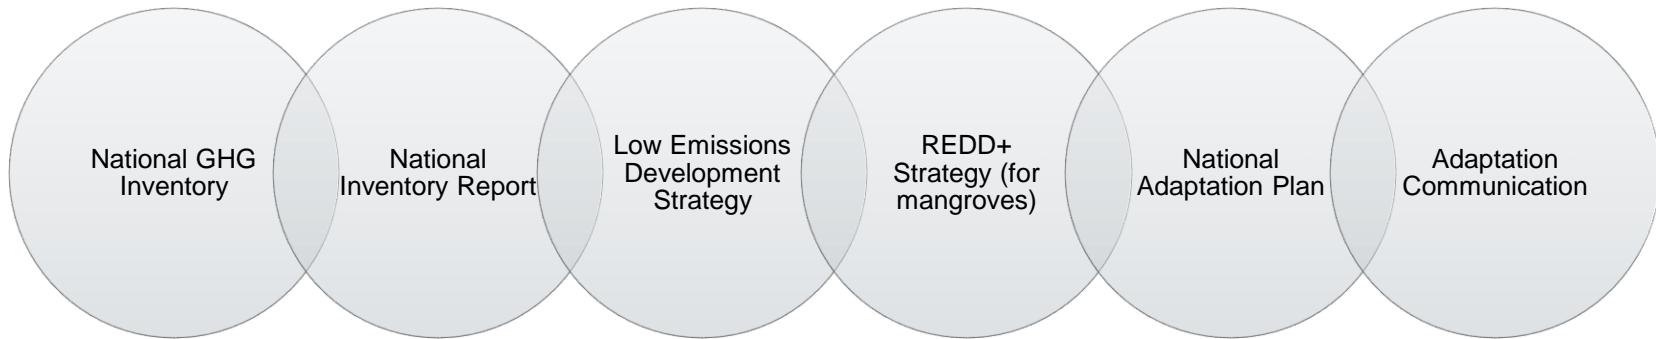 National GHG
Inventory
National
Inventory Report
Low Emissions
Development
Strategy
REDD+
Strategy (for
mangroves)
National
Adaptation Plan
Adaptation
Communication